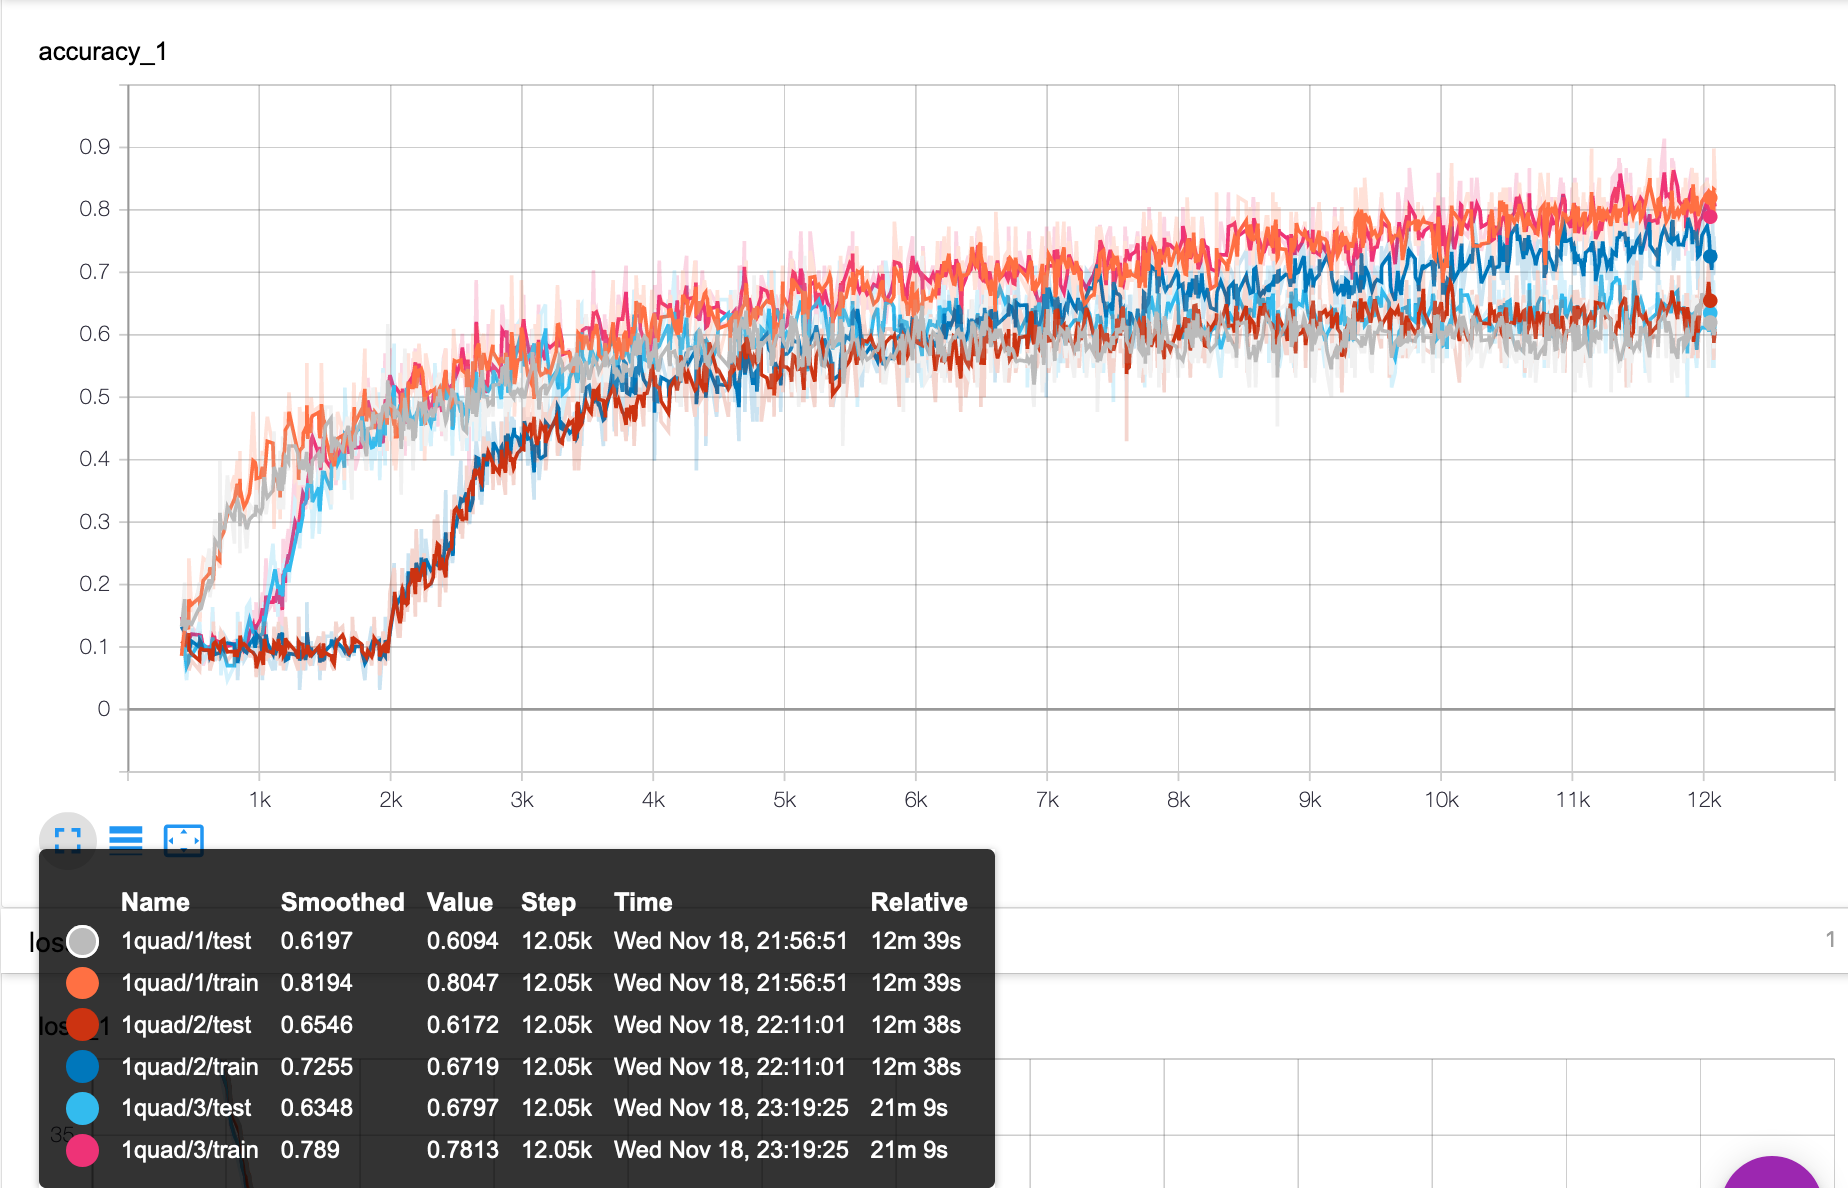 accuracy_1
0.9
0.8
0.7
0.6
0.5
0.4
0.3
0.2
0.1
0
1k 2k 3k 4k 5k 6k 7k 8k 9k 10k 11k 12k
Name Smoothed Value Step Time Relative
los 1quad/1/test 0.6197 0.6094 12.05k Wed Nov 18, 21:56:51 12m 39s 1
1quad/1/train 0.8194 0.8047 12.05k Wed Nov 18, 21:56:51 12m 39s
los 1 1quad/2/test 0.6546 0.6172 12.05k Wed Nov 18, 22:11:01 12m 38s
1quad/2/train 0.7255 0.6719 12.05k Wed Nov 18, 22:11:01 12m 38s
1quad/3/test 0.6348 0.6797 12.05k Wed Nov 18, 23:19:25 21m 9s
35 1quad/3/train 0.789 0.7813 12.05k Wed Nov 18, 23:19:25 21m 9s